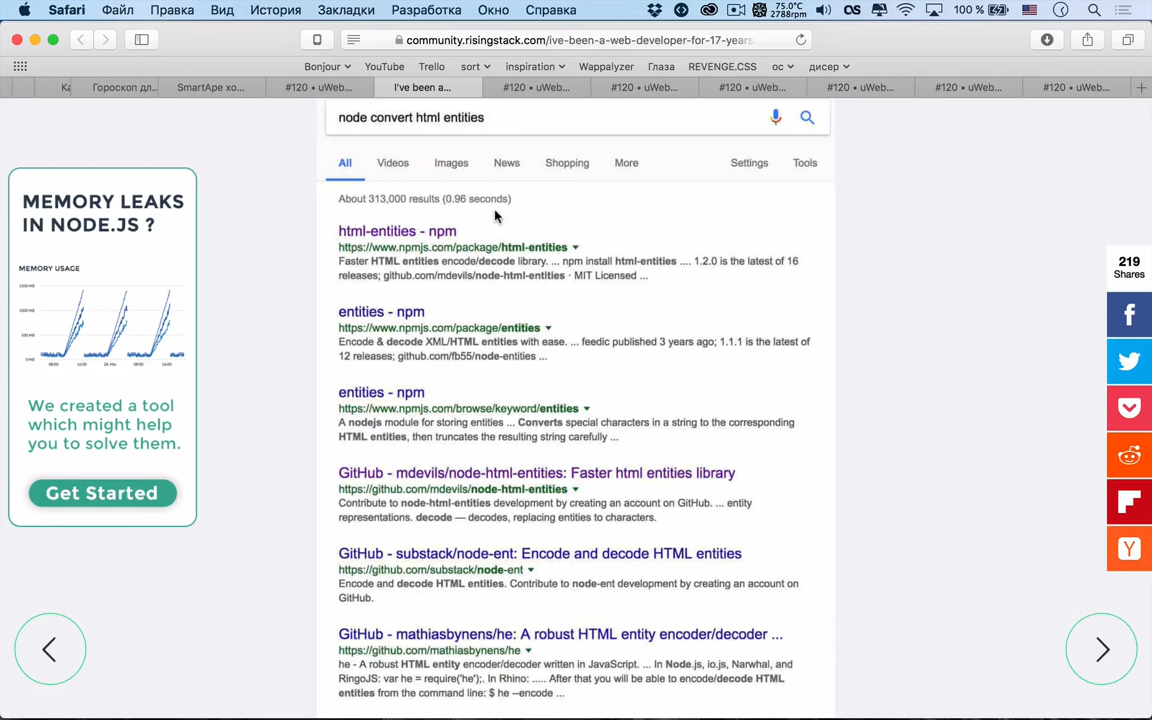 Safari Файл Правка Вид История Закладки Разработка Окно Справка 75.0°C 2788rpm 100 %
community.risingstack.com/ive-been-a-web-developer-for-17-years-
Bonjour YouTube Trello sort inspiration Wappalyzer Глаза REVENGE.CSS ос дисер
Ка Гороскоп дл... SmartApe хо... #120 • uWeb... I've been a... #120 • uWeb... #120 • uWeb... #120 • uWeb... #120 • uWeb... #120 • uWeb... #120 • uWeb...
node convert html entities
All Videos Images News Shopping More Settings Tools
About 313,000 results (0.96 seconds)
html-entities - npm
https://www.npmjs.com/package/html-entities
Faster HTML entities encode/decode library. ... npm install html-entities .... 1.2.0 is the latest of 16
releases; github.com/mdevils/node-html-entities · MIT Licensed ...
entities - npm
https://www.npmjs.com/package/entities
Encode & decode XML/HTML entities with ease. ... feedic published 3 years ago; 1.1.1 is the latest of
12 releases; github.com/fb55/node-entities ...
entities - npm
https://www.npmjs.com/browse/keyword/entities
A nodejs module for storing entities ... Converts special characters in a string to the corresponding
HTML entities, then truncates the resulting string carefully ...
GitHub - mdevils/node-html-entities: Faster html entities library
https://github.com/mdevils/node-html-entities
Contribute to node-html-entities development by creating an account on GitHub. ... entity
representations. decode — decodes, replacing entities to characters.
GitHub - substack/node-ent: Encode and decode HTML entities
https://github.com/substack/node-ent
Encode and decode HTML entities. Contribute to node-ent development by creating an account on
GitHub.
GitHub - mathiasbynens/he: A robust HTML entity encoder/decoder ...
https://github.com/mathiasbynens/he
he - A robust HTML entity encoder/decoder written in JavaScript. ... In Node.js, io.js, Narwhal, and
RingoJS: var he = require('he');. In Rhino: ..... After that you will be able to encode/decode HTML
entities from the command line: $ he --encode ...
MEMORY LEAKS
IN NODE.JS ?
MEMORY USAGE
We created a tool
which might help
you to solve them.
Get Started
219
Shares